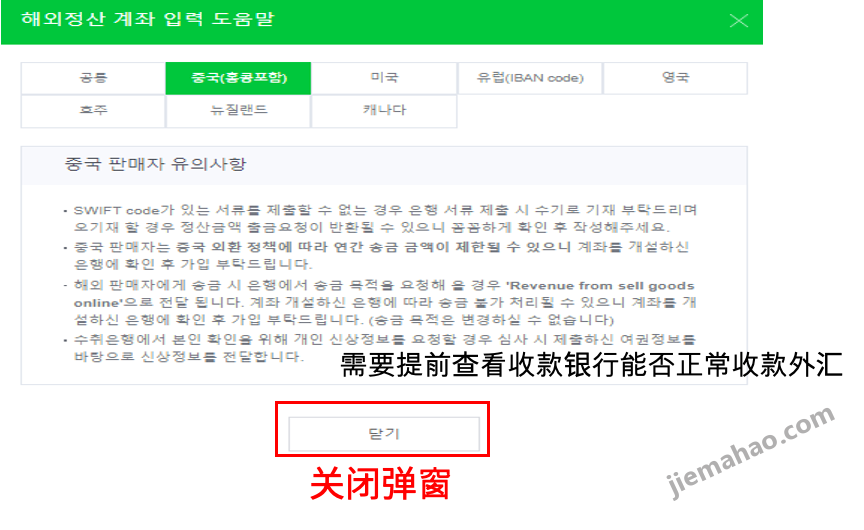 해외정산 계좌 입력 도움말
공통
중국(홍콩포함)
미국
유럽(IBAN code)
영국
호주
뉴질랜드
캐나다
중국 판매자 유의사항
• SWIFT code가 있는 서류를 제출할 수 없는 경우 은행 서류 제출 시 수기로 기재 부탁드리며
오기재 할 경우 정산금액 출금요청이 반환될 수 있으니 꼼꼼하게 확인 후 작성해주세요.
• 중국 판매자는 중국 외환 정책에 따라 연간 송금 금액이 제한될 수 있으니 계좌를 개설하신
은행에 확인 후 가입 부탁드립니다.
• 해외 판매자에게 송금 시 은행에서 송금 목적을 요청해 올 경우 'Revenue from sell goods
online'으로 전달 됩니다. 계좌 개설하신 은행에 따라 송금 불가 처리될 수 있으니 계좌를 개
설하신 은행에 확인 후 가입 부탁드립니다. (송금 목적은 변경하실 수 없습니다)
• 수취은행에서 본인 확인을 위해 개인 신상정보를 요청할 경우 심사 시 제출하신 여권정보를
바탕으로 신상정보를 전달합니다.
需要提前查看收款银行能否正常收款外汇
닫기
关闭弹窗
jiemahao.com